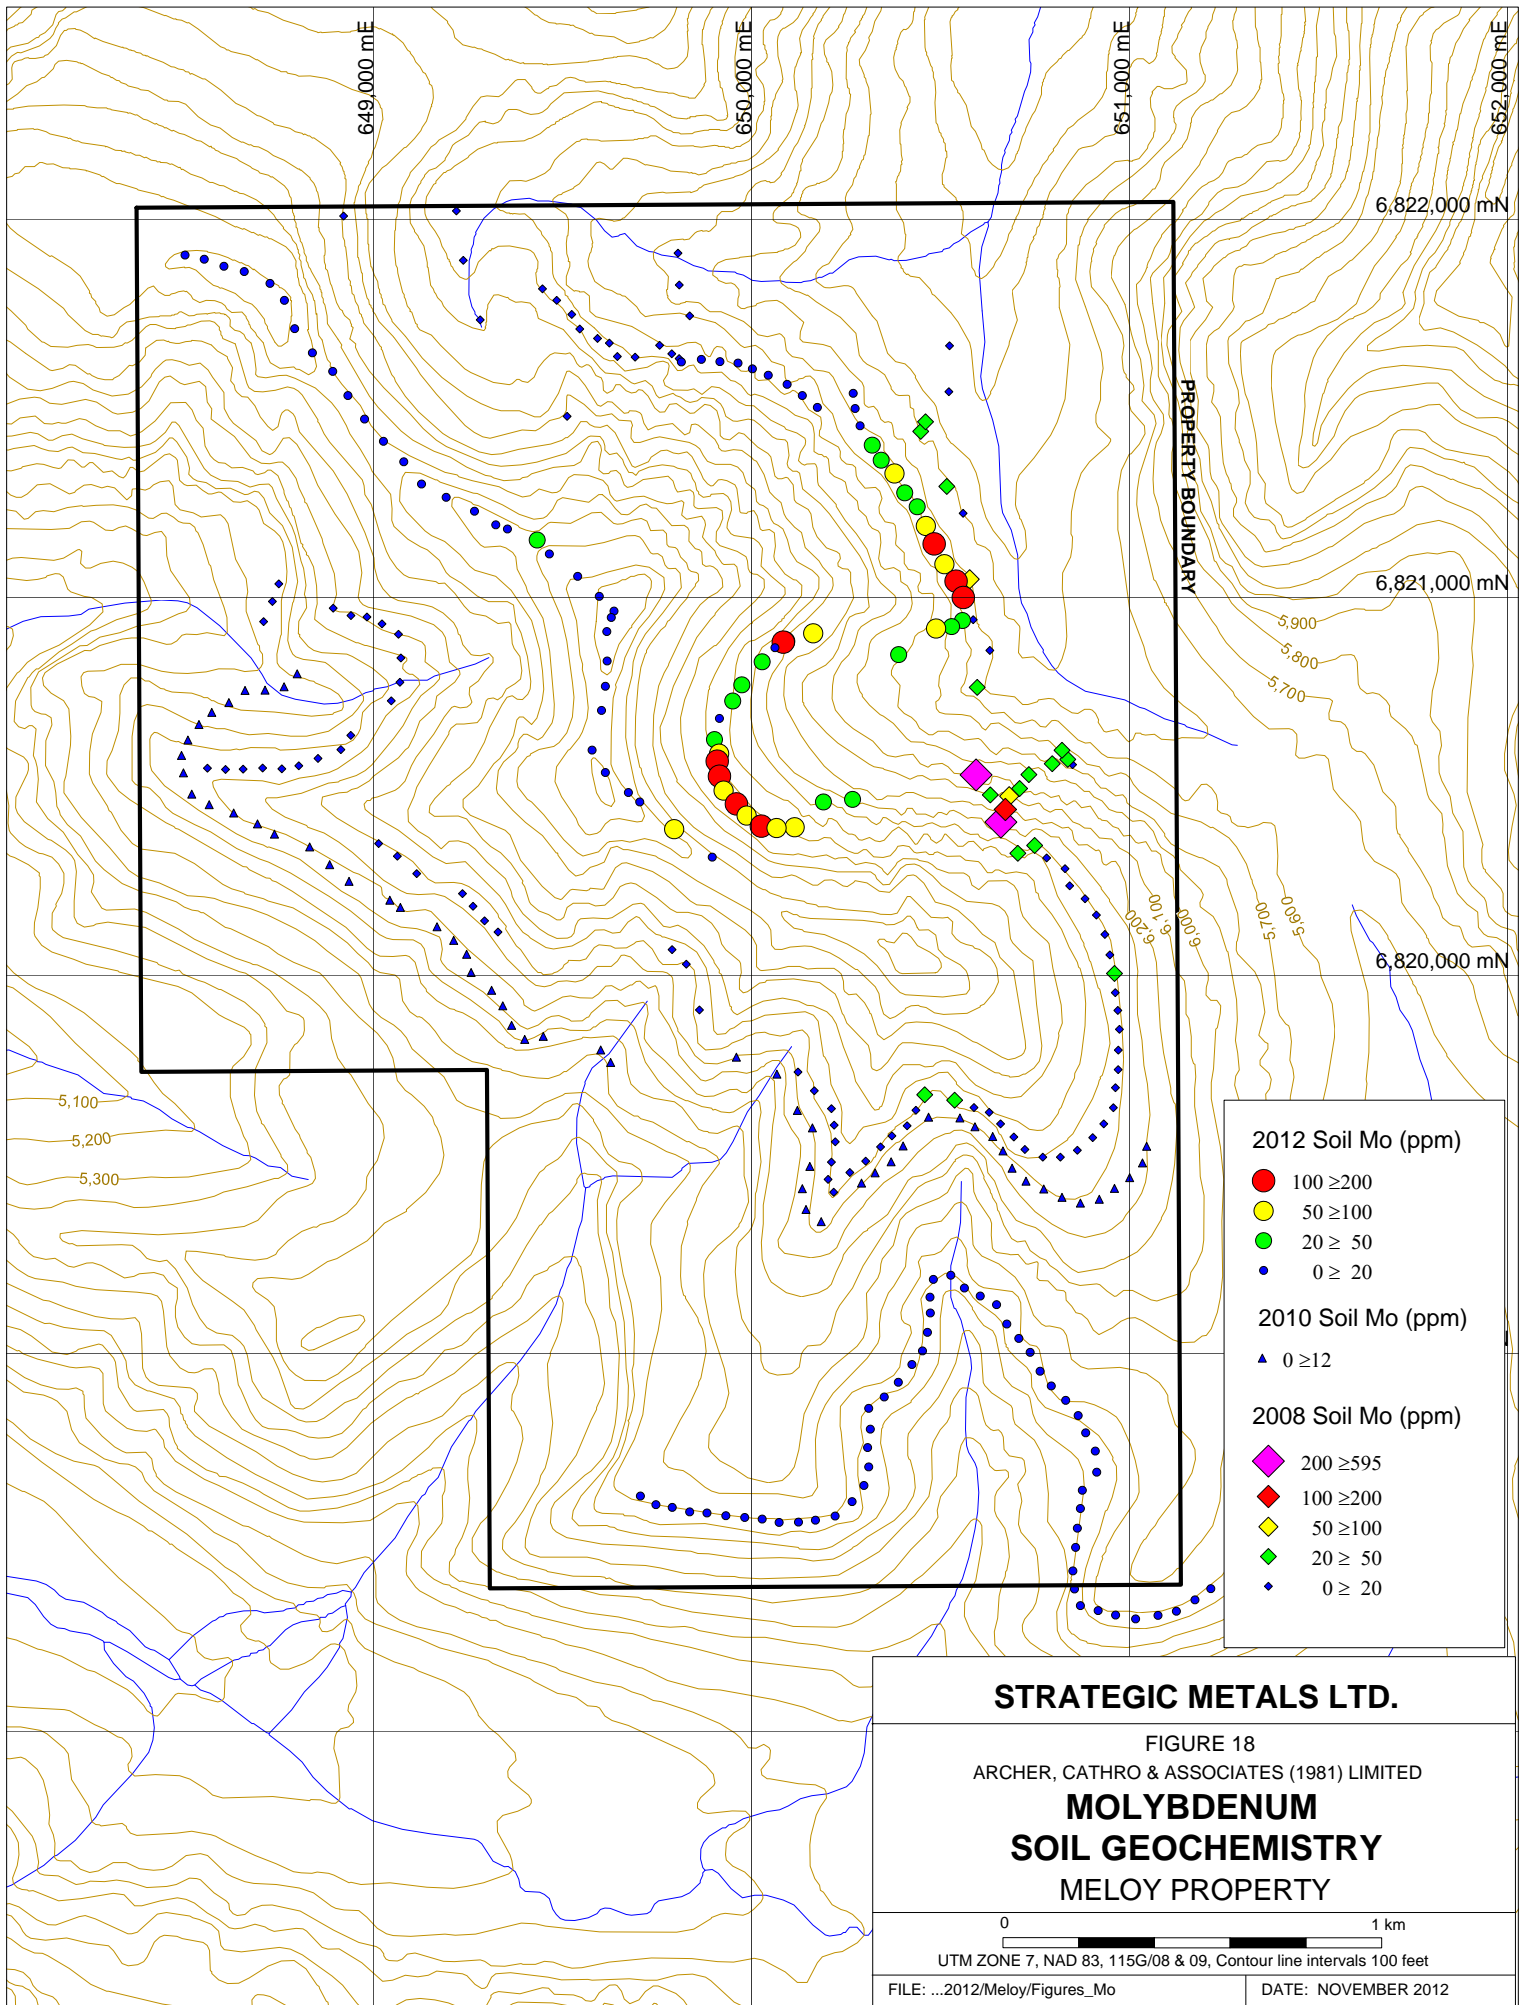 649,000 mE
650,000 mE
651,000 mE
652,000 mE
6,822,000 mN
PROPERTY BOUNDARY
6,821,000 mN
5,900
5,800
5,700
6,200
6,100
6,000
5,700
5,600
6,820,000 mN
5,100
5,200
5,300
2012 Soil Mo (ppm)
100 ≥200
50 ≥100
20 ≥ 50
0 ≥ 20
2010 Soil Mo (ppm)
0 ≥12
2008 Soil Mo (ppm)
200 ≥595
100 ≥200
50 ≥100
20 ≥ 50
0 ≥ 20
STRATEGIC METALS LTD.
FIGURE 18
ARCHER, CATHRO & ASSOCIATES (1981) LIMITED
MOLYBDENUM
SOIL GEOCHEMISTRY
MELOY PROPERTY
0 1 km
UTM ZONE 7, NAD 83, 115G/08 & 09, Contour line intervals 100 feet
FILE: ...2012/Meloy/Figures_Mo DATE: NOVEMBER 2012